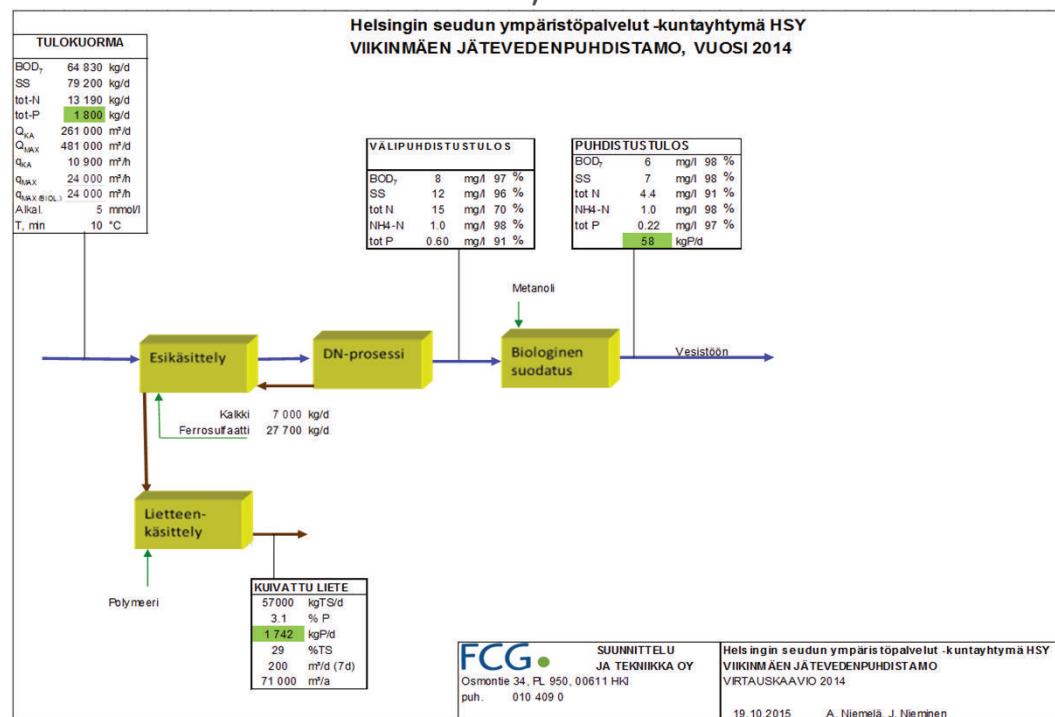 Helsingin seudun ympäristöpalvelut -kuntayhtymä HSY
VIIKINMÄEN JÄTEVEDENPUHDISTAMO, VUOSI 2014
TULOKUORMA
BOD₇ 64 830 kg/d
SS 79 200 kg/d
tot-N 13 190 kg/d
tot-P 1 800 kg/d
Q_KA 261 000 m³/d
Q_MAX 481 000 m³/d
q_KA 10 900 m³/h
q_MAX 24 000 m³/h
q_MAX (BIOL.) 24 000 m³/h
Alkal. 5 mmol/l
T, min 10 °C
VÄLIPUHDISTUSTULOS
BOD₇ 8 mg/l 97 %
SS 12 mg/l 96 %
tot N 15 mg/l 70 %
NH4-N 1.0 mg/l 98 %
tot P 0.60 mg/l 91 %
PUHDISTUSTULOS
BOD₇ 6 mg/l 98 %
SS 7 mg/l 98 %
tot N 4.4 mg/l 91 %
NH4-N 1.0 mg/l 98 %
tot P 0.22 mg/l 97 %
58 kgP/d
Metanoli
Esikäsittely
DN-prosessi
Biologinen
suodatus
Vesistöön
Kalkki 7 000 kg/d
Ferrosulfaatti 27 700 kg/d
Lietteen-
käsittely
Polymeeri
KUIVATTU LIETE
57000 kgTS/d
3.1 % P
1 742 kgP/d
29 %TS
200 m³/d (7d)
71 000 m³/a
FCG
SUUNNITTELU
JA TEKNIIKKA OY
Osmontie 34, PL 950, 00611 HKI
puh. 010 409 0
Helsingin seudun ympäristöpalvelut -kuntayhtymä HSY
VIIKINMÄEN JÄTEVEDENPUHDISTAMO
VIRTAUSKAAVIO 2014
19.10.2015 A. Niemelä, J. Nieminen